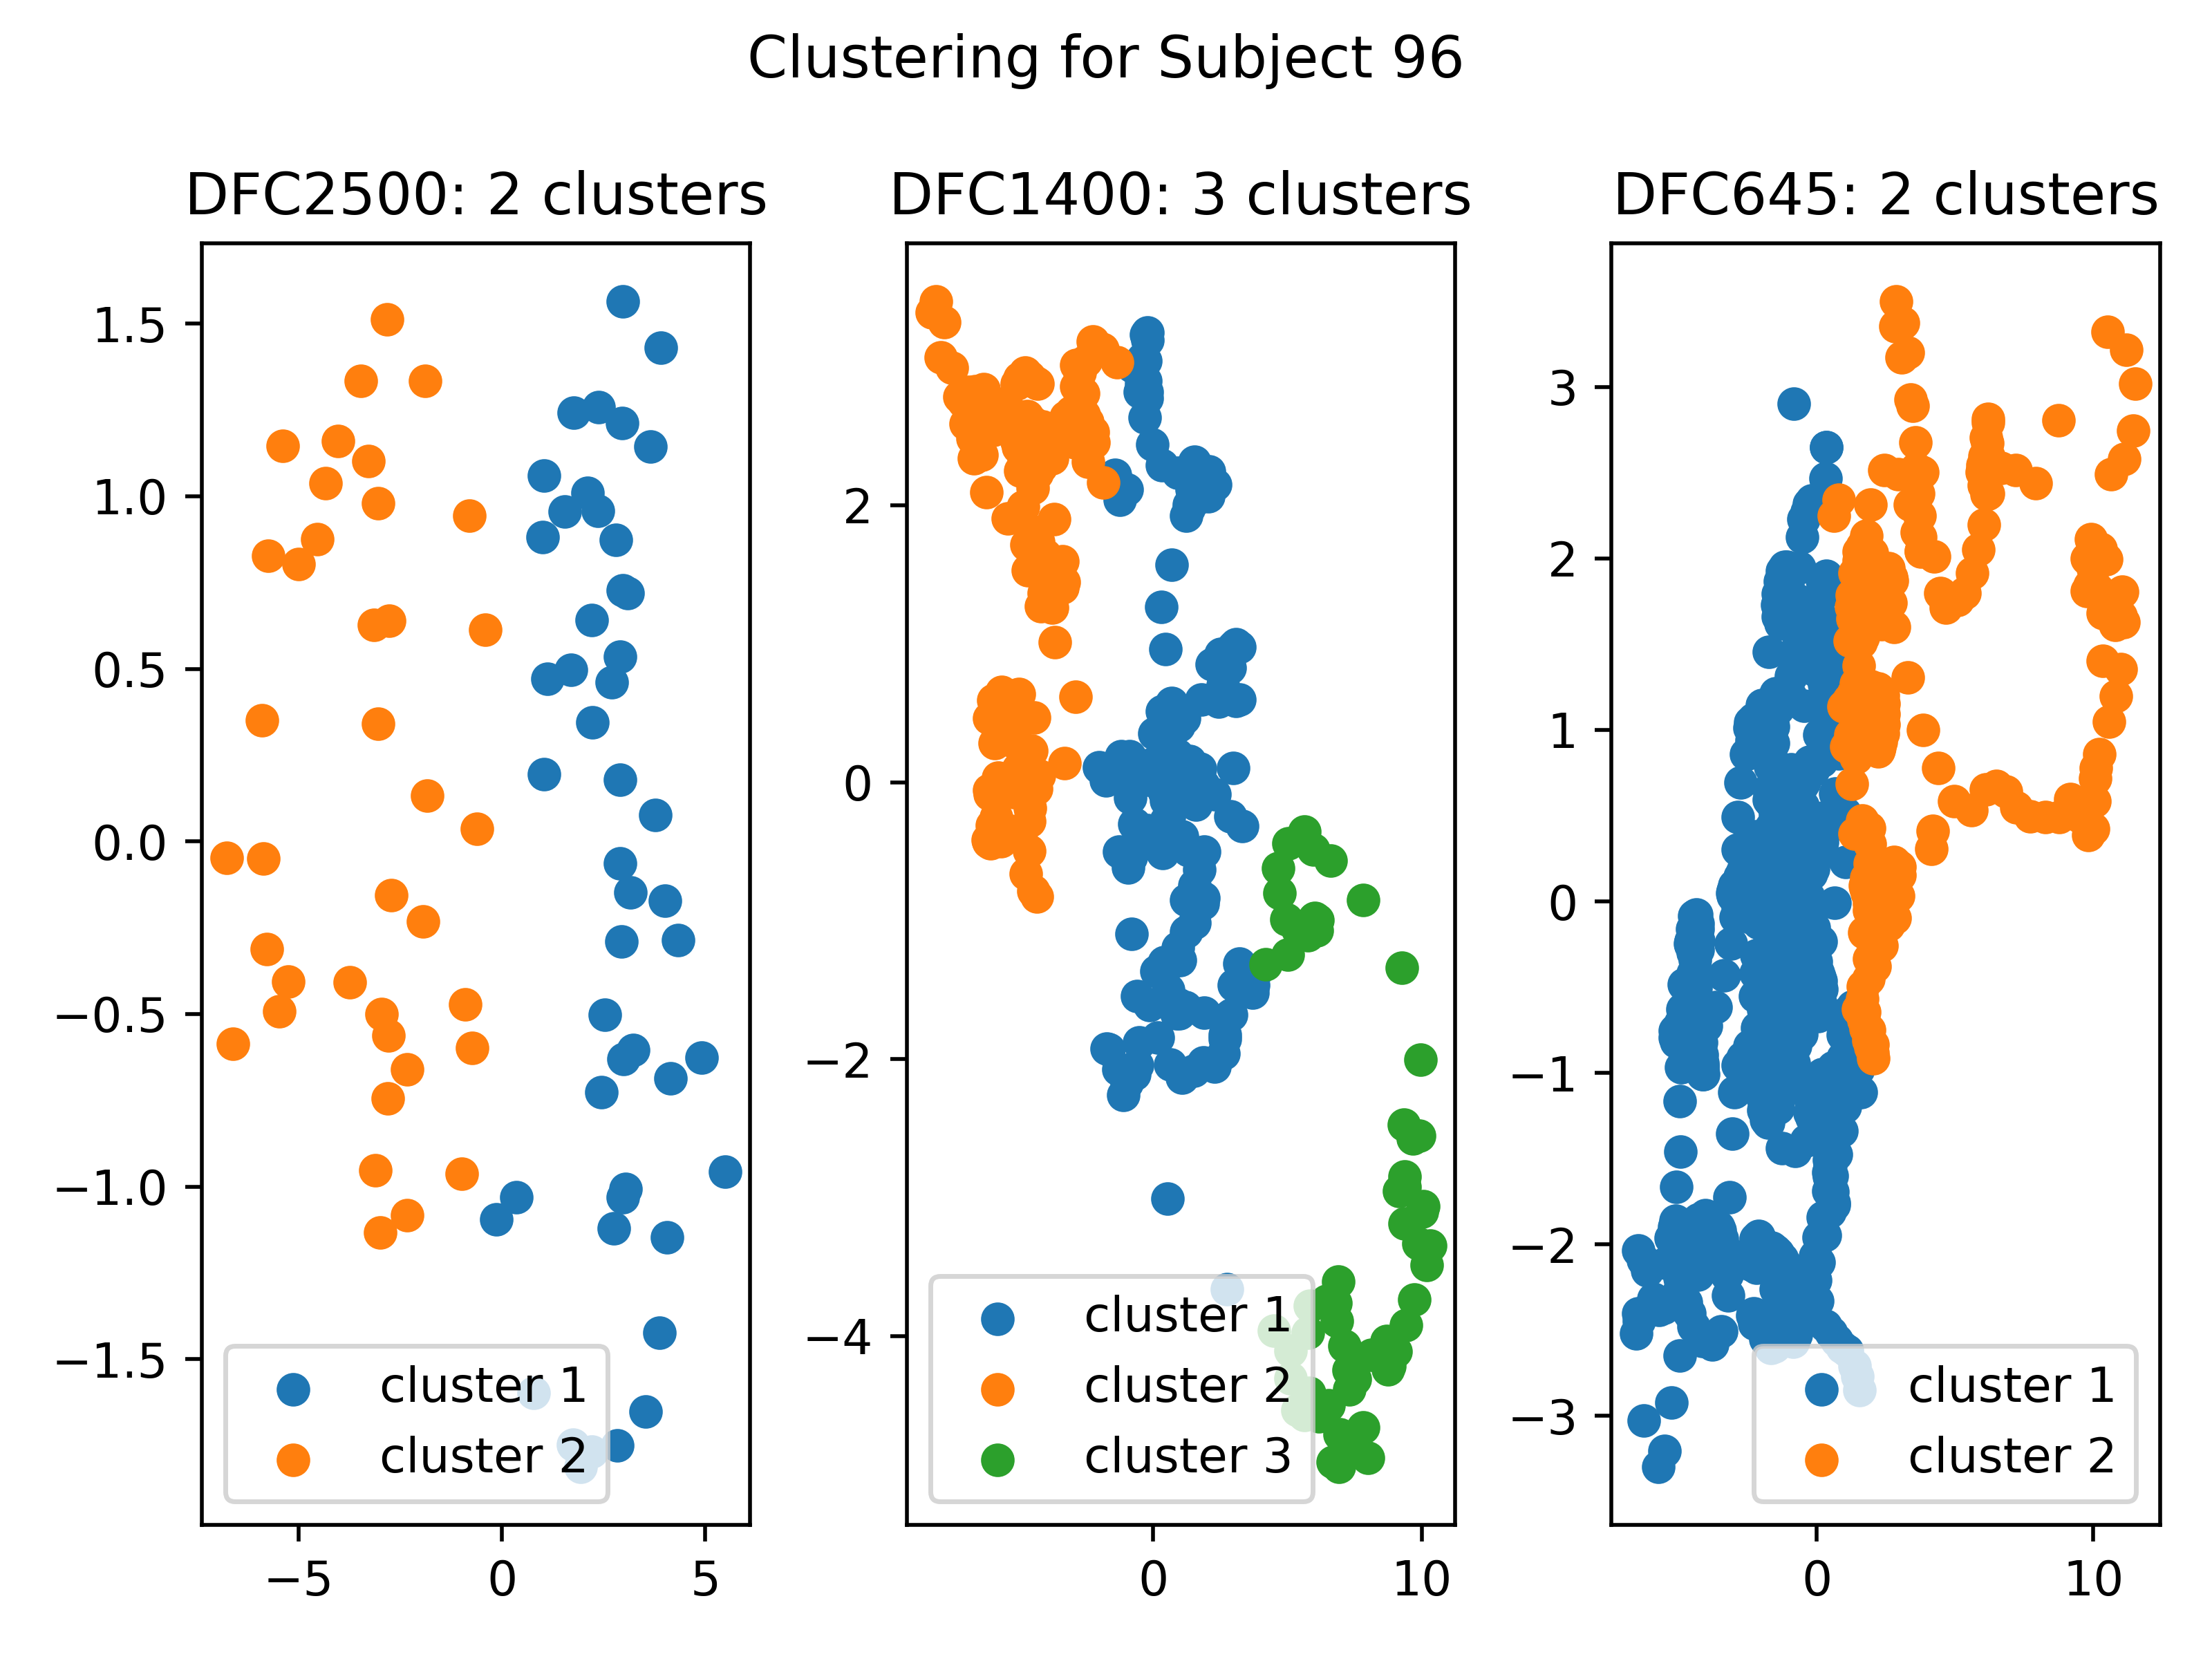 Clustering for Subject 96
DFC2500: 2 clusters
1.5
1.0
0.5
0.0
−0.5
−1.0
−1.5
−5
0
5
cluster 1
cluster 2
DFC1400: 3 clusters
2
0
−2
−4
0
10
cluster 1
cluster 2
cluster 3
DFC645: 2 clusters
3
2
1
0
−1
−2
−3
0
10
cluster 1
cluster 2